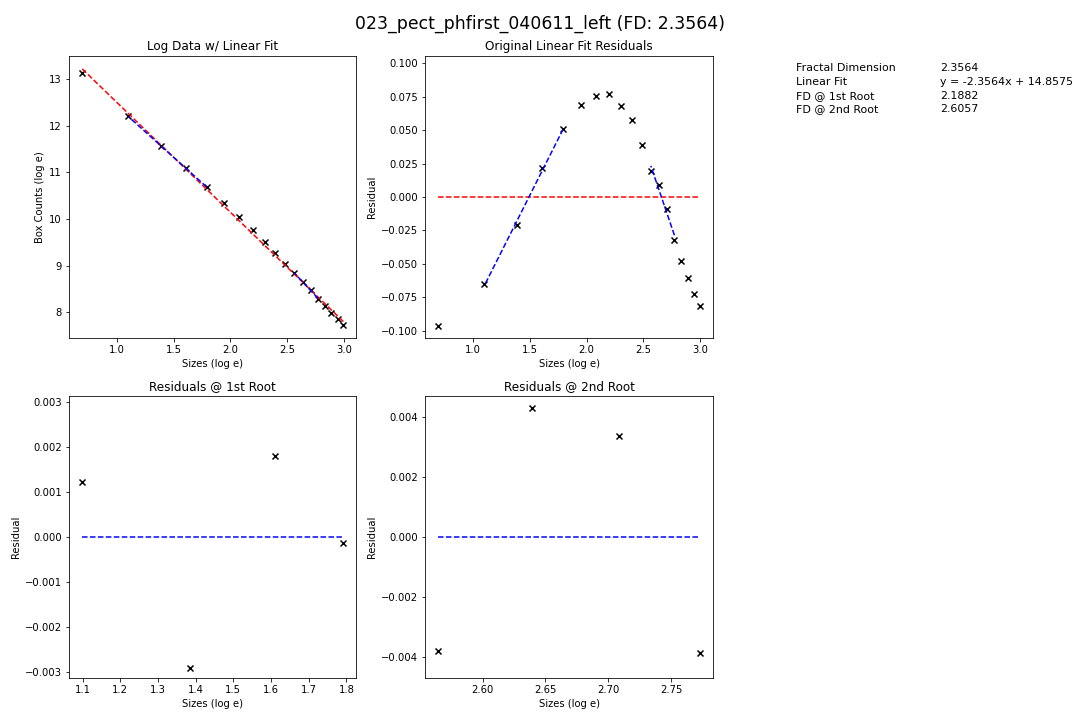 023_pect_phfirst_040611_left (FD: 2.3564)
Log Data w/ Linear Fit
13
12
11
10
9
8
Box Counts (log e)
1.0 1.5 2.0 2.5 3.0
Sizes (log e)
Original Linear Fit Residuals
0.100
0.075
0.050
0.025
0.000
−0.025
−0.050
−0.075
−0.100
Residual
1.0 1.5 2.0 2.5 3.0
Sizes (log e)
Fractal Dimension 2.3564
Linear Fit y = -2.3564x + 14.8575
FD @ 1st Root 2.1882
FD @ 2nd Root 2.6057
Residuals @ 1st Root
0.003
0.002
0.001
0.000
−0.001
−0.002
−0.003
Residual
1.1 1.2 1.3 1.4 1.5 1.6 1.7 1.8
Sizes (log e)
Residuals @ 2nd Root
0.004
0.002
0.000
−0.002
−0.004
Residual
2.60 2.65 2.70 2.75
Sizes (log e)